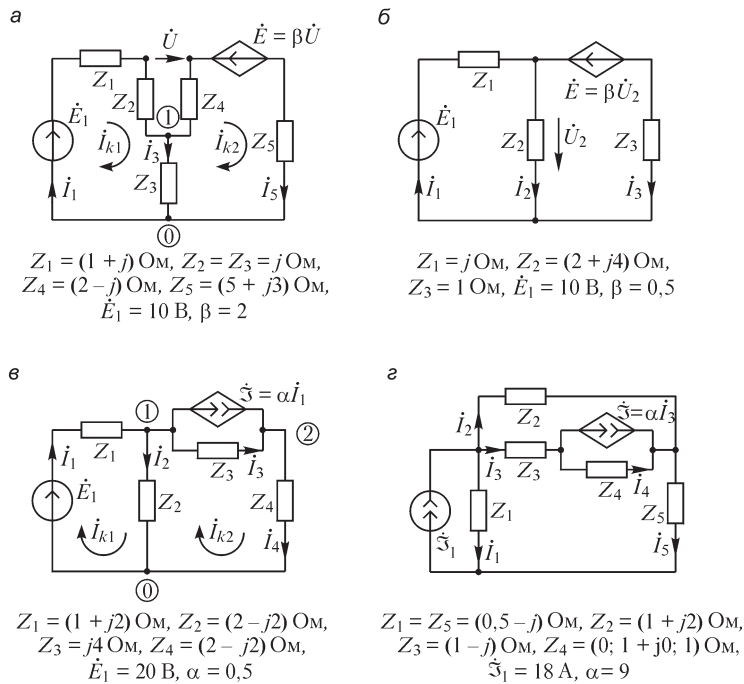 а
U̇
Ė = βU̇
Z₁
Z₂
①
Z₄
Ė₁
İₖ₁
İ₃
İₖ₂
Z₅
Z₃
İ₁
İ₅
⓪
Z₁ = (1 + j) Ом, Z₂ = Z₃ = j Ом,
Z₄ = (2 – j) Ом, Z₅ = (5 + j3) Ом,
Ė₁ = 10 В, β = 2
б
Z₁
Ė = βU̇₂
Ė₁
Z₂
U̇₂
Z₃
İ₁
İ₂
İ₃
Z₁ = j Ом, Z₂ = (2 + j4) Ом,
Z₃ = 1 Ом, Ė₁ = 10 В, β = 0,5
в
①
ℑ̇ = αİ₁
②
İ₁
Z₁
İ₂
Z₃
İ₃
Ė₁
Z₂
Z₄
İₖ₁
İₖ₂
İ₄
⓪
Z₁ = (1 + j2) Ом, Z₂ = (2 – j2) Ом,
Z₃ = j4 Ом, Z₄ = (2 – j2) Ом,
Ė₁ = 20 В, α = 0,5
г
Z₂
İ₂
ℑ̇=αİ₃
İ₃
Z₃
Z₄
İ₄
Z₁
Z₅
ℑ̇₁
İ₁
İ₅
Z₁ = Z₅ = (0,5 – j) Ом, Z₂ = (1 + j2) Ом,
Z₃ = (1 – j) Ом, Z₄ = (0; 1 + j0; 1) Ом,
ℑ̇₁ = 18 А, α= 9